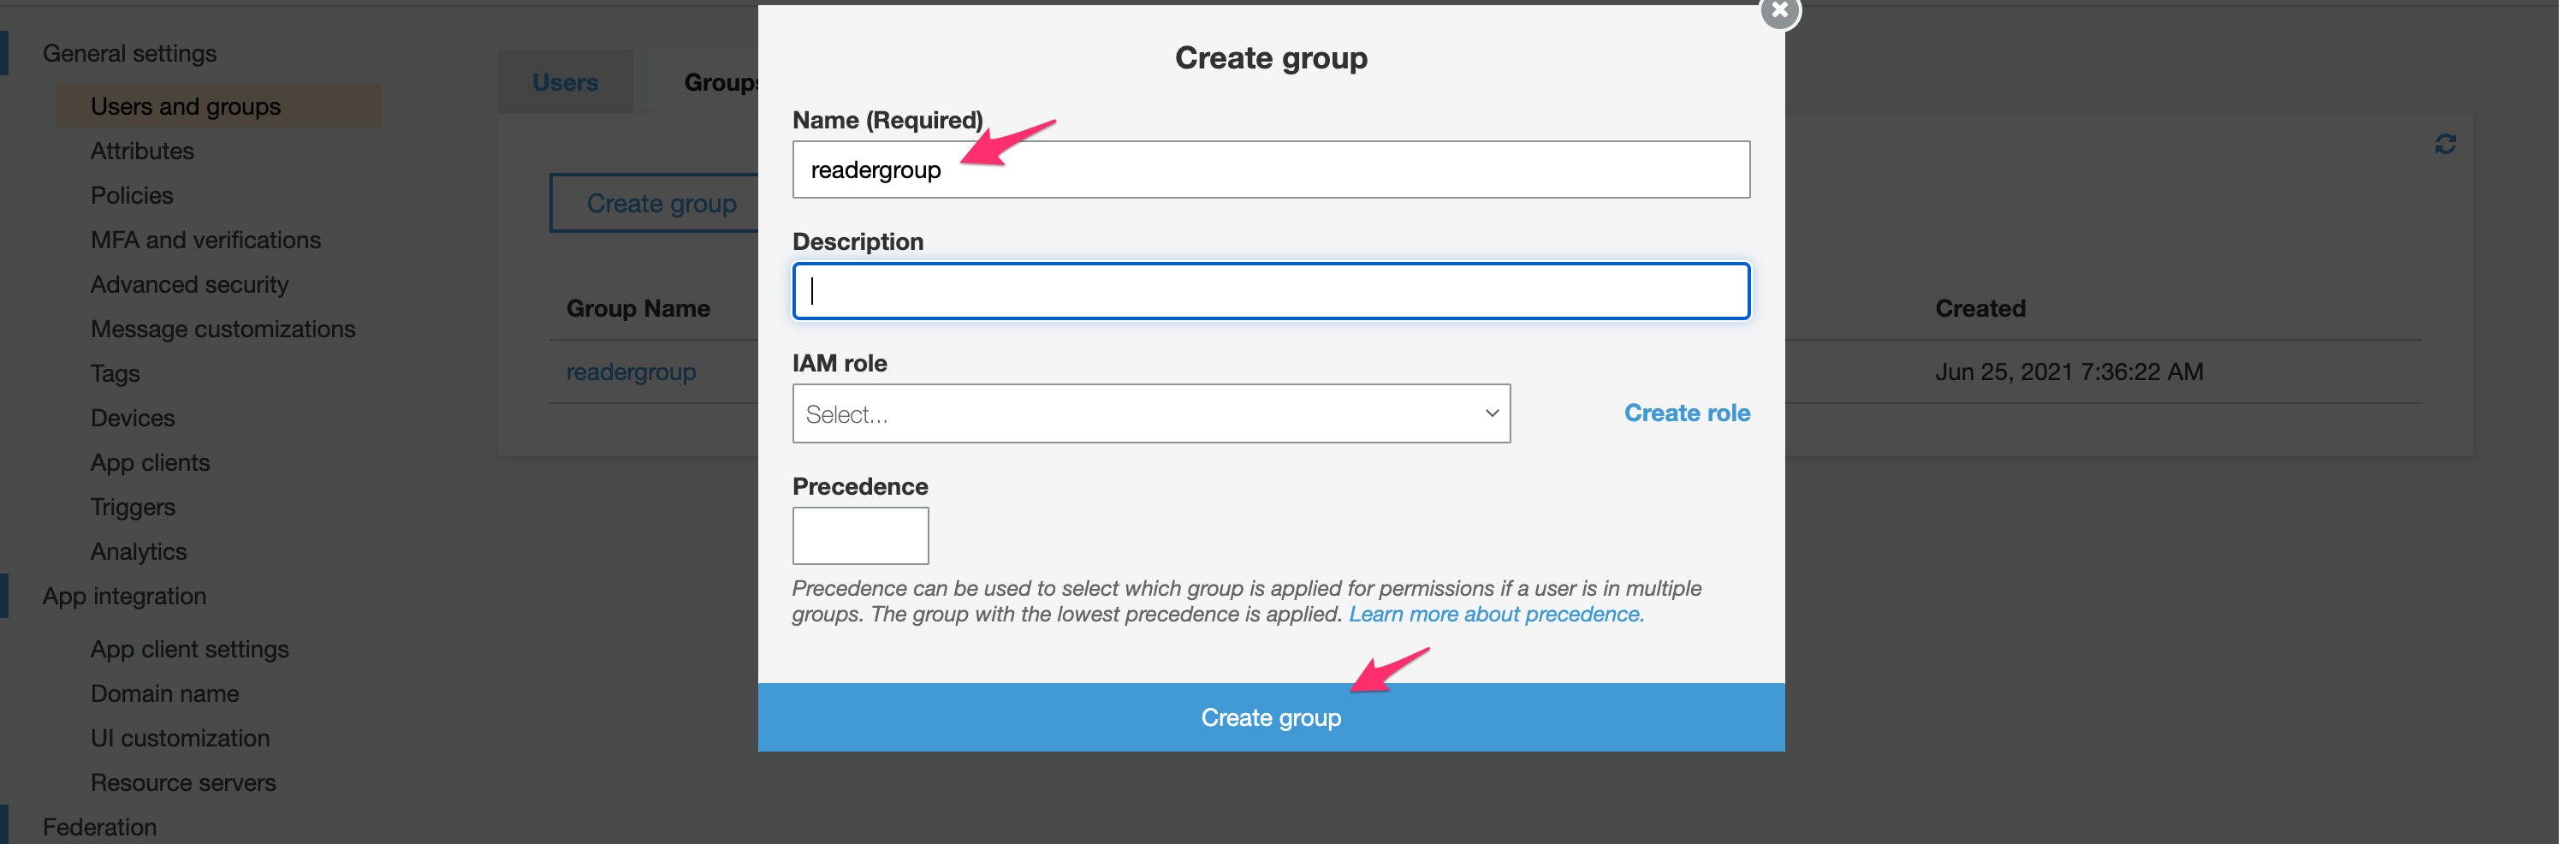 General settings
Users and groups
Attributes
Policies
MFA and verifications
Advanced security
Message customizations
Tags
Devices
App clients
Triggers
Analytics
App integration
App client settings
Domain name
UI customization
Resource servers
Federation
Users
Groups
Create group
Group Name
Created
readergroup
Jun 25, 2021 7:36:22 AM
Create group
Name (Required)
readergroup
Description
IAM role
Select...
Create role
Precedence
Precedence can be used to select which group is applied for permissions if a user is in multiple
groups. The group with the lowest precedence is applied. Learn more about precedence.
Create group